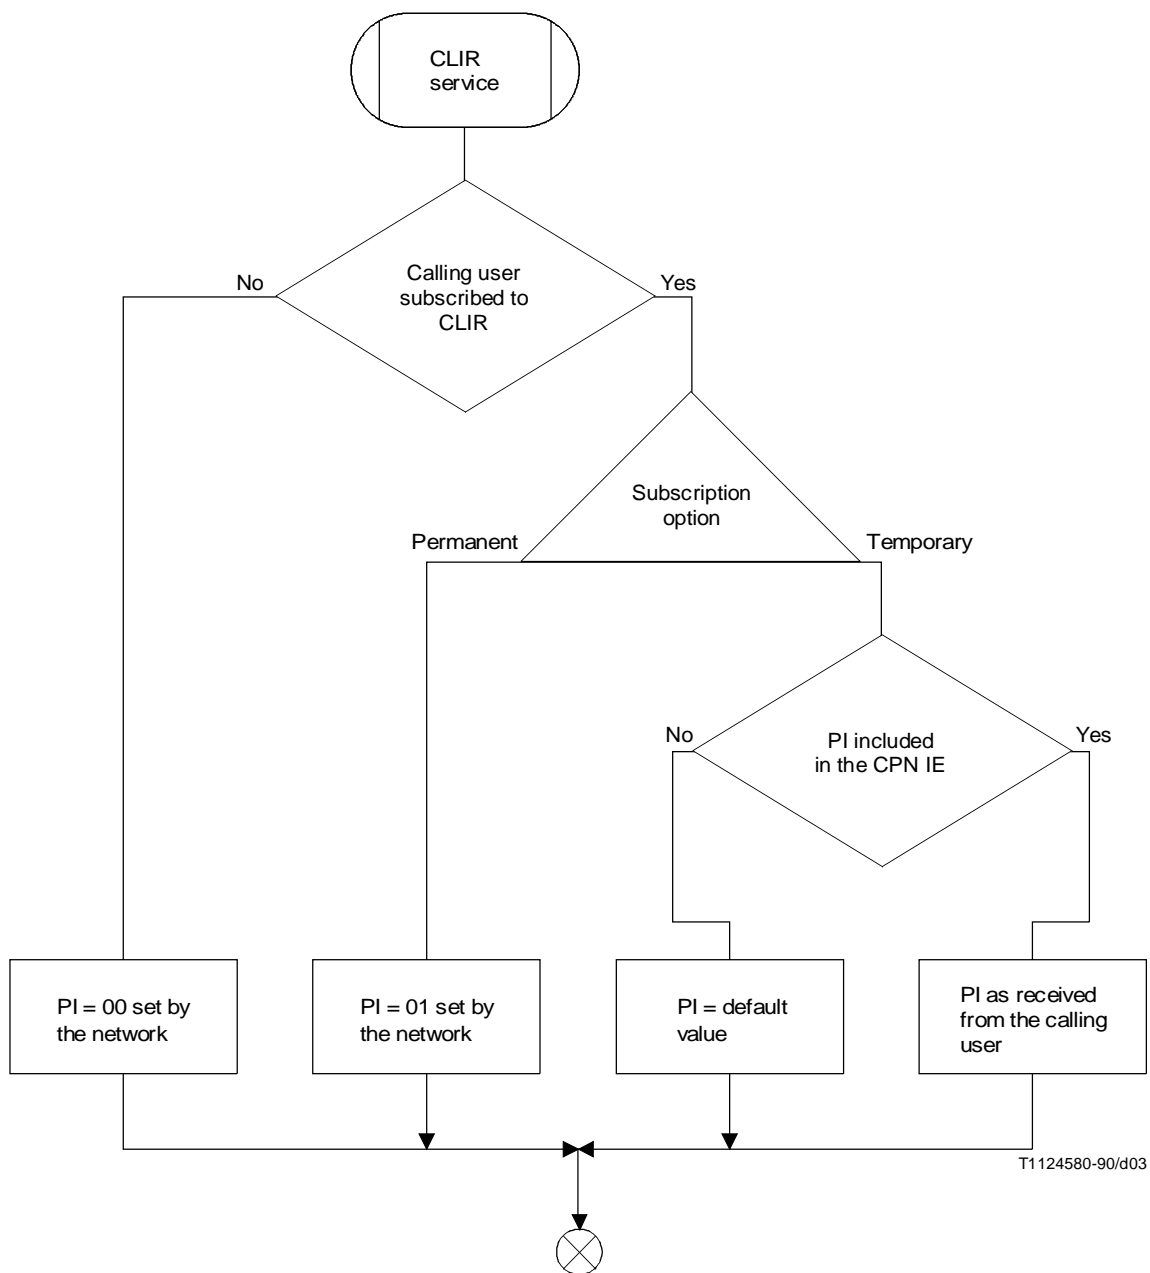 CLIR
service
No
Calling user
subscribed to
CLIR
Yes
Subscription
option
Permanent
Temporary
No
PI included
in the CPN IE
Yes
PI = 00 set by
the network
PI = 01 set by
the network
PI = default
value
PI as received
from the calling
user
T1124580-90/d03